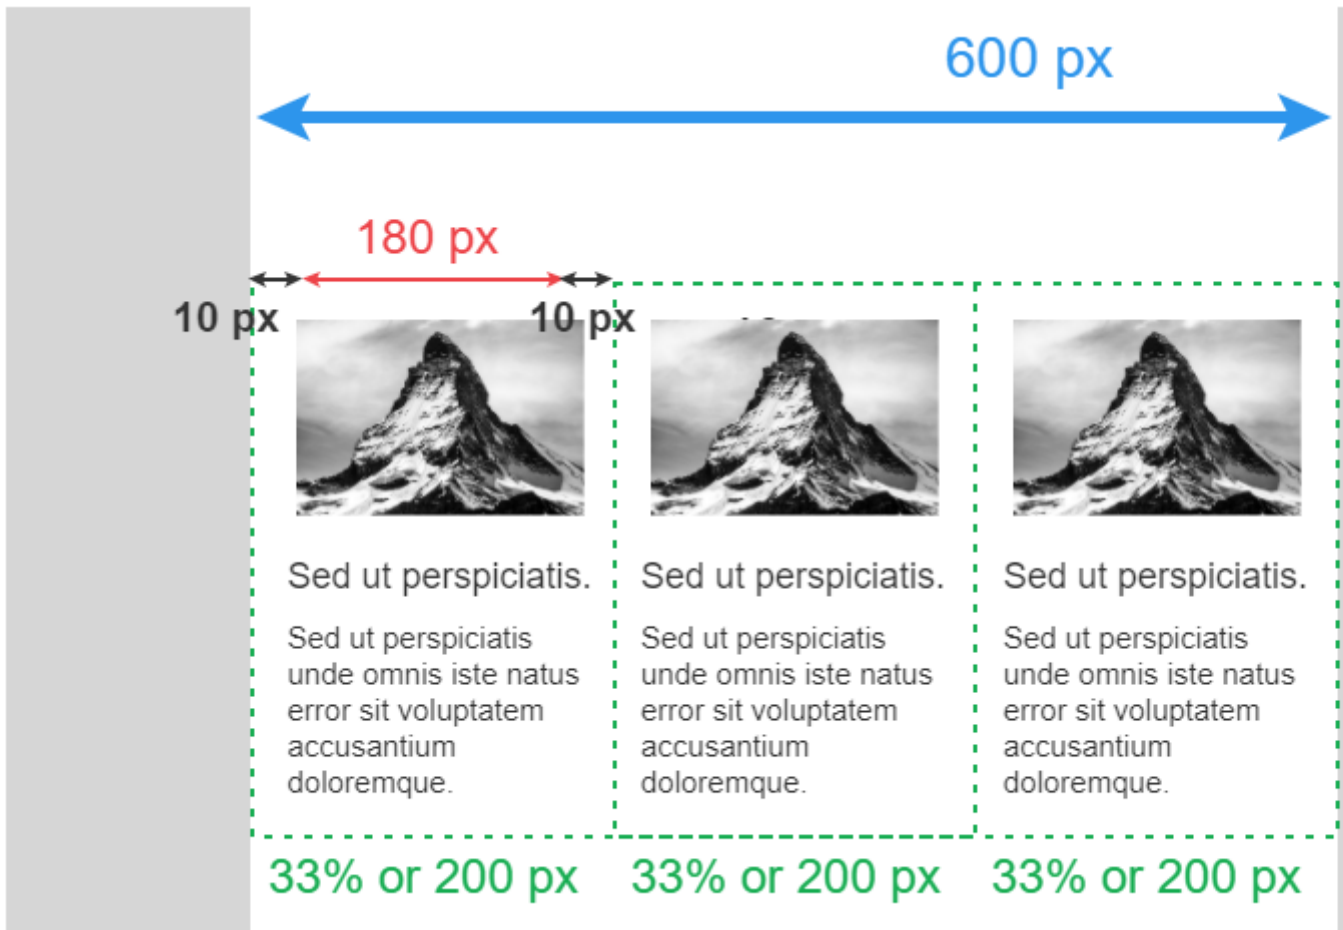 600 px
180 px
10 px
10 px
Sed ut perspiciatis.
Sed ut perspiciatis
unde omnis iste natus
error sit voluptatem
accusantium
doloremque.
Sed ut perspiciatis.
Sed ut perspiciatis
unde omnis iste natus
error sit voluptatem
accusantium
doloremque.
Sed ut perspiciatis.
Sed ut perspiciatis
unde omnis iste natus
error sit voluptatem
accusantium
doloremque.
33% or 200 px
33% or 200 px
33% or 200 px